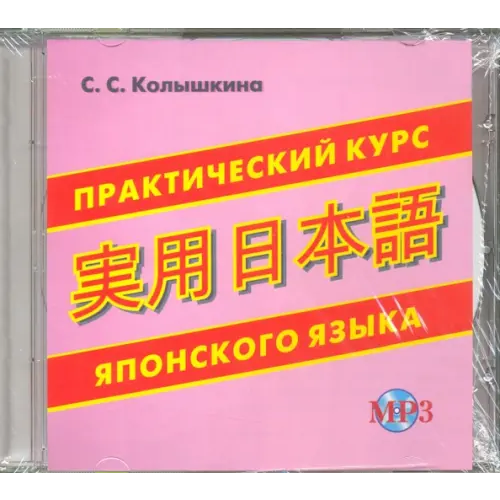 С. С. Колышкина
ПРАКТИЧЕСКИЙ КУРС
実用日本語
ЯПОНСКОГО ЯЗЫКА
MP3